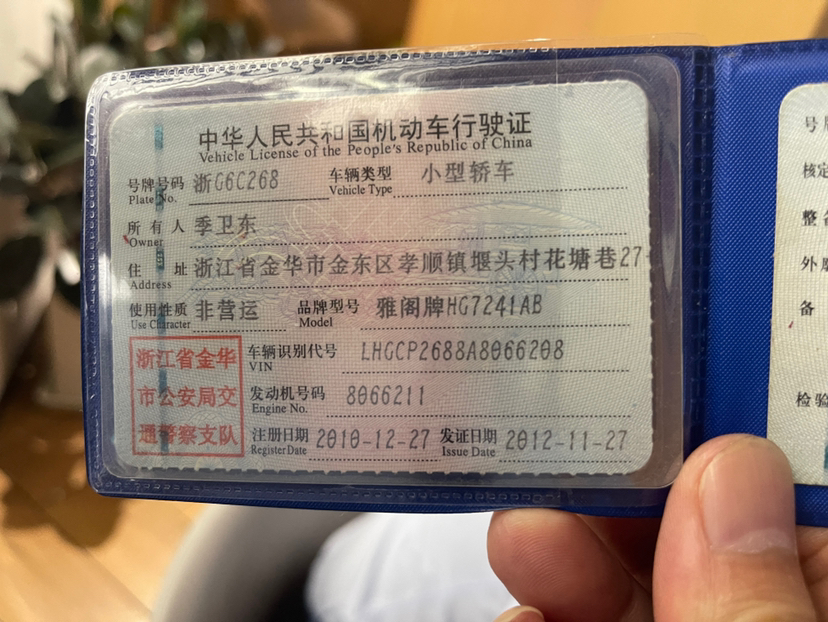 中华人民共和国机动车行驶证
Vehicle License of the People's Republic of China
号牌号码 浙G6C268 车辆类型 小型轿车
Plate No. Vehicle Type
所有人 季卫东
Owner
住址 浙江省金华市金东区孝顺镇堰头村花塘巷27
Address
使用性质 非营运 品牌型号 雅阁牌HG7241AB
Use Character Model
浙江省金华
市公安局交
通警察支队
车辆识别代号 LHGCP2688A8066208
VIN
发动机号码 8066211
Engine No.
注册日期 2010-12-27 发证日期 2012-11-27
Register Date Issue Date
号
核定
整备
外廓
备
检验